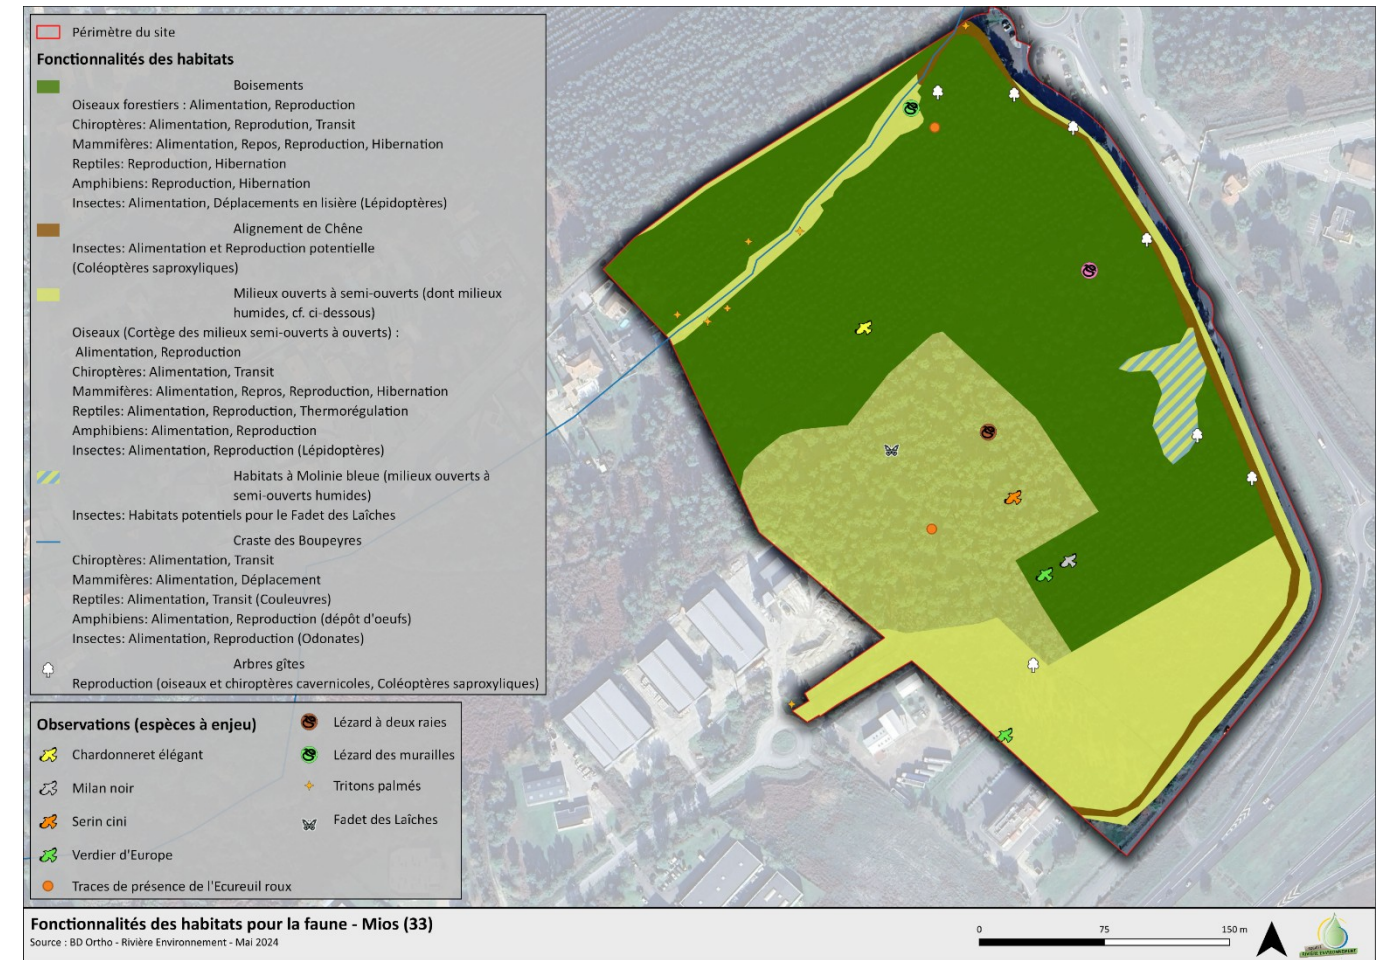 Périmètre du site
Fonctionnalités des habitats
Boisements
Oiseaux forestiers : Alimentation, Reproduction
Chiroptères: Alimentation, Reprodution, Transit
Mammifères: Alimentation, Repos, Reproduction, Hibernation
Reptiles: Reproduction, Hibernation
Amphibiens: Reproduction, Hibernation
Insectes: Alimentation, Déplacements en lisière (Lépidoptères)
Alignement de Chêne
Insectes: Alimentation et Reproduction potentielle
(Coléoptères saproxyliques)
Milieux ouverts à semi-ouverts (dont milieux
humides, cf. ci-dessous)
Oiseaux (Cortège des milieux semi-ouverts à ouverts) :
Alimentation, Reproduction
Chiroptères: Alimentation, Transit
Mammifères: Alimentation, Repros, Reproduction, Hibernation
Reptiles: Alimentation, Reproduction, Thermorégulation
Amphibiens: Alimentation, Reproduction
Insectes: Alimentation, Reproduction (Lépidoptères)
Habitats à Molinie bleue (milieux ouverts à
semi-ouverts humides)
Insectes: Habitats potentiels pour le Fadet des Laîches
Craste des Boupeyres
Chiroptères: Alimentation, Transit
Mammifères: Alimentation, Déplacement
Reptiles: Alimentation, Transit (Couleuvres)
Amphibiens: Alimentation, Reproduction (dépôt d'oeufs)
Insectes: Alimentation, Reproduction (Odonates)
Arbres gîtes
Reproduction (oiseaux et chiroptères cavernicoles, Coléoptères saproxyliques)
Observations (espèces à enjeu)
Chardonneret élégant
Milan noir
Serin cini
Verdier d'Europe
Traces de présence de l'Ecureuil roux
Lézard à deux raies
Lézard des murailles
Tritons palmés
Fadet des Laîches
Fonctionnalités des habitats pour la faune - Mios (33)
Source : BD Ortho - Rivière Environnement - Mai 2024
0 75 150 m
RIVIÈRE ENVIRONNEMENT